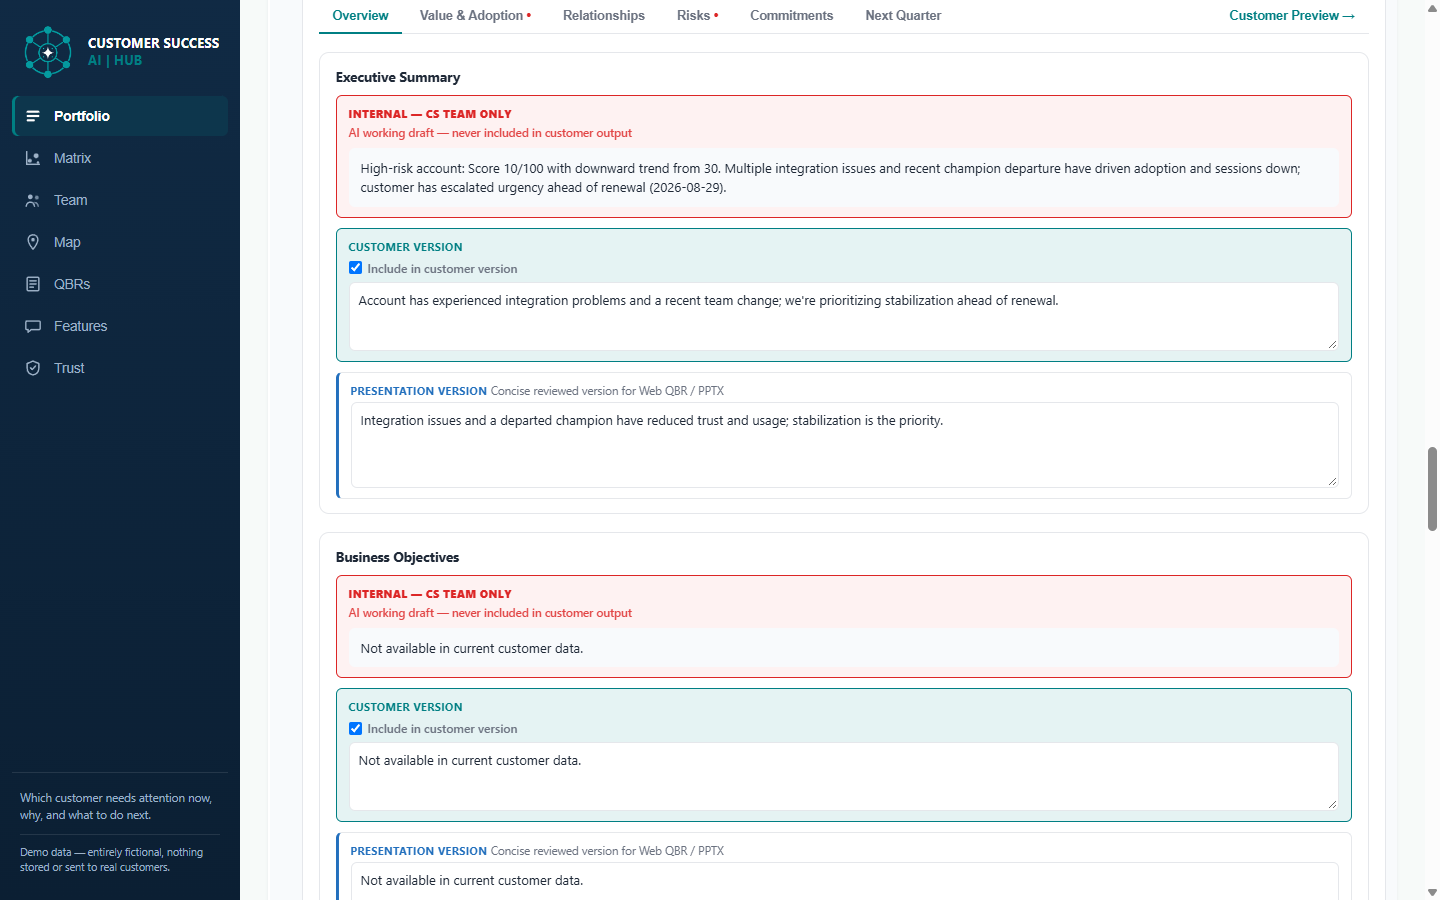 CUSTOMER SUCCESS
AI | HUB
Portfolio
Matrix
Team
Map
QBRs
Features
Trust
Which customer needs attention now,
why, and what to do next.
Demo data — entirely fictional, nothing
stored or sent to real customers.
Overview
Value & Adoption •
Relationships
Risks •
Commitments
Next Quarter
Customer Preview →
Executive Summary
INTERNAL — CS TEAM ONLY
AI working draft — never included in customer output
High-risk account: Score 10/100 with downward trend from 30. Multiple integration issues and recent champion departure have driven adoption and sessions down;
customer has escalated urgency ahead of renewal (2026-08-29).
CUSTOMER VERSION
Include in customer version
Account has experienced integration problems and a recent team change; we're prioritizing stabilization ahead of renewal.
PRESENTATION VERSION Concise reviewed version for Web QBR / PPTX
Integration issues and a departed champion have reduced trust and usage; stabilization is the priority.
Business Objectives
INTERNAL — CS TEAM ONLY
AI working draft — never included in customer output
Not available in current customer data.
CUSTOMER VERSION
Include in customer version
Not available in current customer data.
PRESENTATION VERSION Concise reviewed version for Web QBR / PPTX
Not available in current customer data.